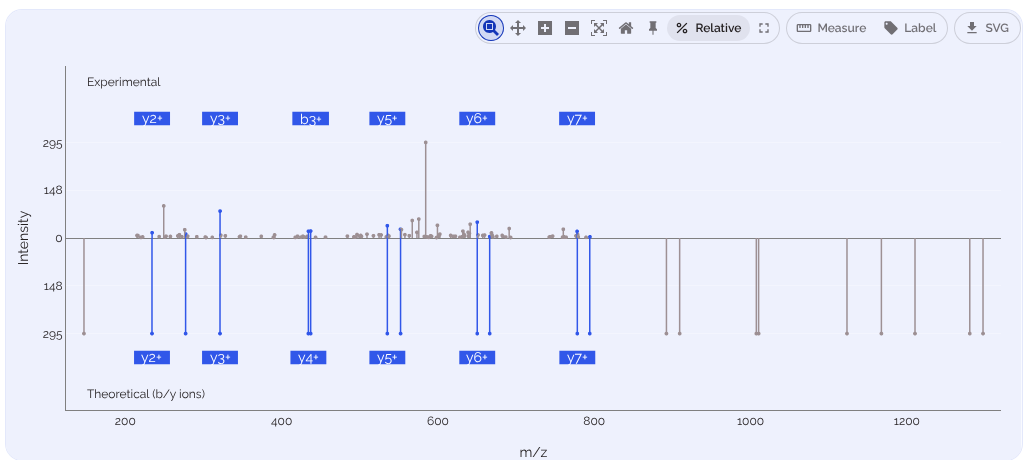 Relative
Measure
Label
SVG
Experimental
y2+ y3+ b3+ y5+ y6+ y7+
295
148
0
148
295
Intensity
y2+ y3+ y4+ y5+ y6+ y7+
Theoretical (b/y ions)
200 400 600 800 1000 1200
m/z